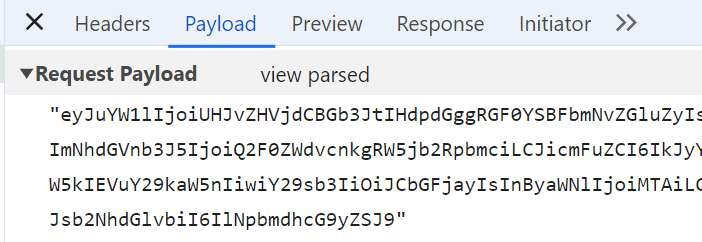 Headers Payload Preview Response Initiator
Request Payload view parsed
"eyJuYW1lIjoiUHJvZHVjdCBGb3JtIHdpdGggRGF0YSBFbmNvZGluZyIs
ImNhdGVnb3J5IjoiQ2F0ZWdvcnkgRW5jb2RpbmciLCJicmFuZCI6IkJyY
W5kIEVuY29kaW5nIiwiY29sb3IiOiJCbGFjayIsInByaWNlIjoiMTAiLC
Jsb2NhdGlvbiI6IlNpbmdhcG9yZSJ9"